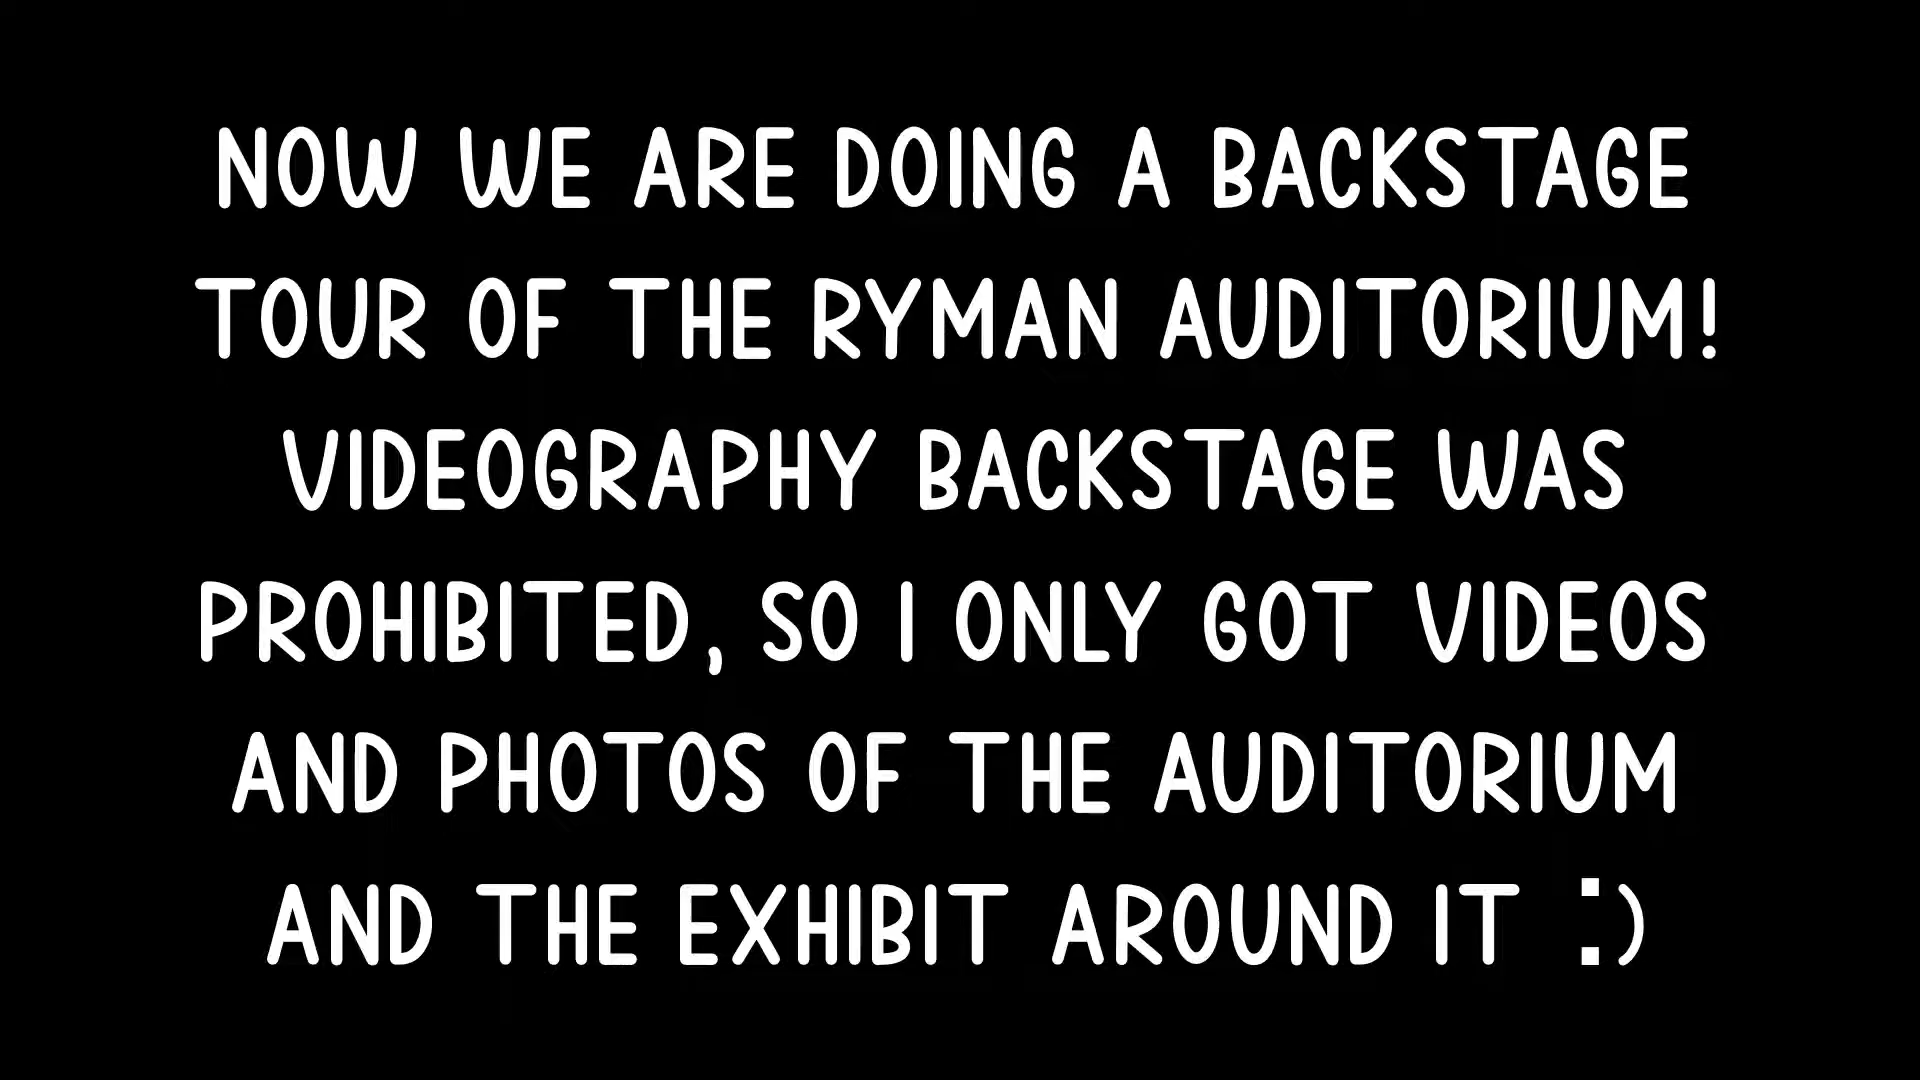 NOW WE ARE DOING A BACKSTAGE
TOUR OF THE RYMAN AUDITORIUM!
VIDEOGRAPHY BACKSTAGE WAS
PROHIBITED, SO I ONLY GOT VIDEOS
AND PHOTOS OF THE AUDITORIUM
AND THE EXHIBIT AROUND IT :)